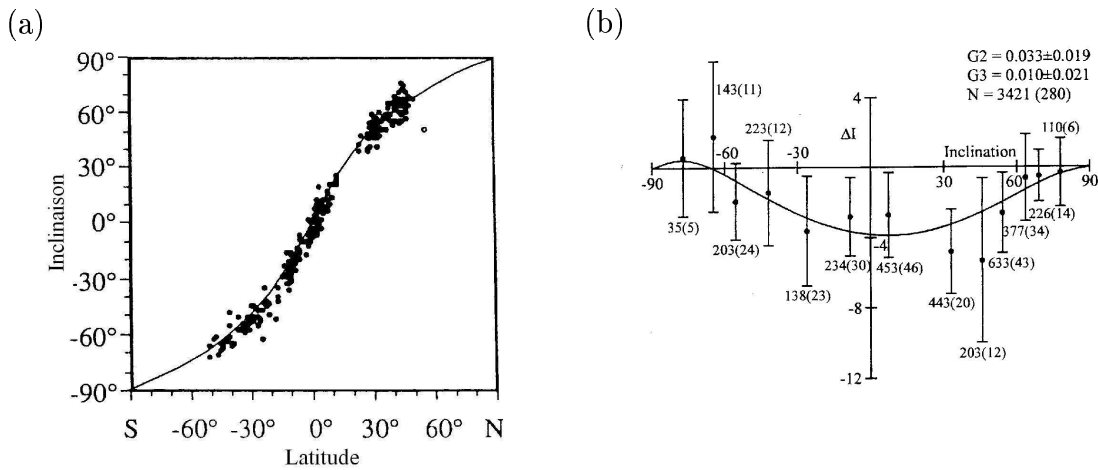 (a)
90°
60°
30°
0°
-30°
-60°
-90°
Inclinaison
S -60° -30° 0° 30° 60° N
Latitude
(b)
G2 = 0.033±0.019
G3 = 0.010±0.021
N = 3421 (280)
4
ΔI
Inclination
-90 -60 -30 30 60 90
-4
-8
-12
35(5)
143(11)
203(24)
223(12)
138(23)
234(30)
453(46)
443(20)
203(12)
633(43)
377(34)
226(14)
110(6)